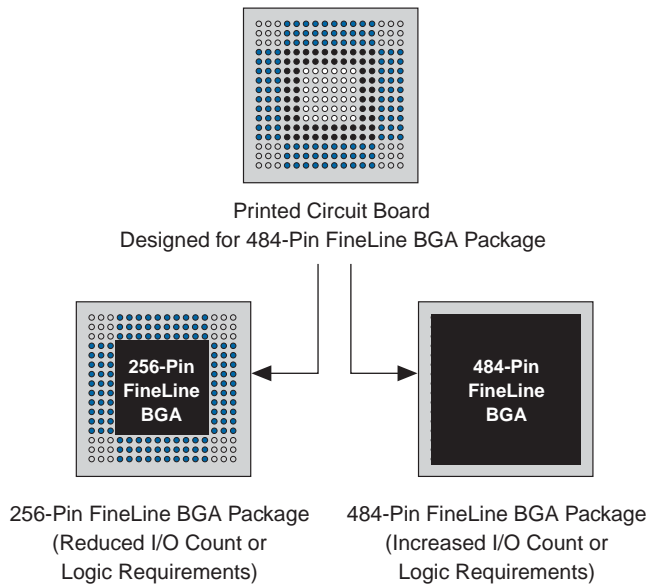 Printed Circuit Board
Designed for 484-Pin FineLine BGA Package
256-Pin
FineLine
BGA
484-Pin
FineLine
BGA
256-Pin FineLine BGA Package
(Reduced I/O Count or
Logic Requirements)
484-Pin FineLine BGA Package
(Increased I/O Count or
Logic Requirements)